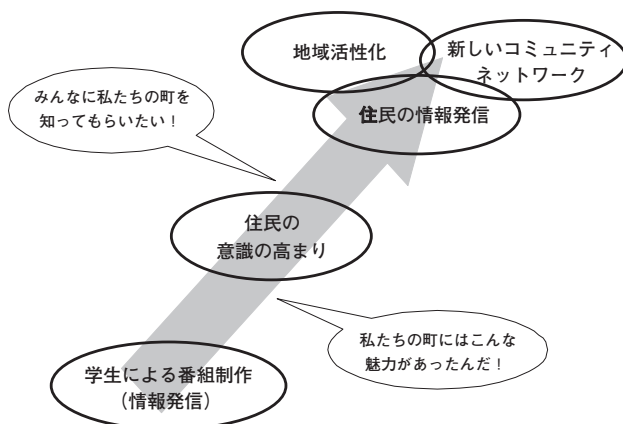 地域活性化
新しいコミュニティ
ネットワーク
住民の情報発信
みんなに私たちの町を
知ってもらいたい！
住民の
意識の高まり
私たちの町にはこんな
魅力があったんだ！
学生による番組制作
（情報発信）